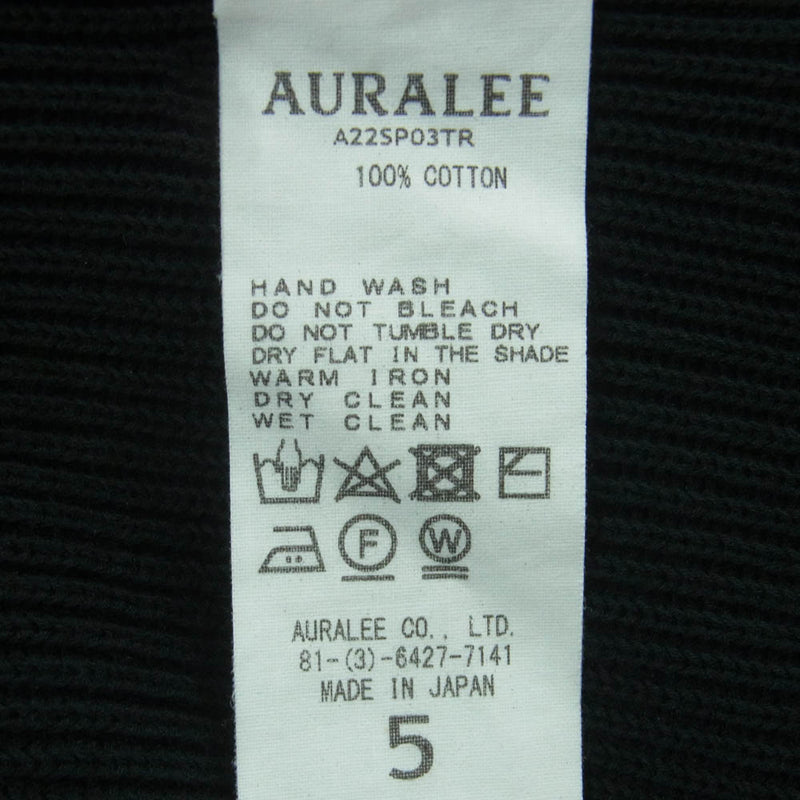 AURALEE
A22SP03TR
100% COTTON
HAND WASH
DO NOT BLEACH
DO NOT TUMBLE DRY
DRY FLAT IN THE SHADE
WARM IRON
DRY CLEAN
WET CLEAN
F W
AURALEE CO., LTD.
81-(3)-6427-7141
MADE IN JAPAN
5